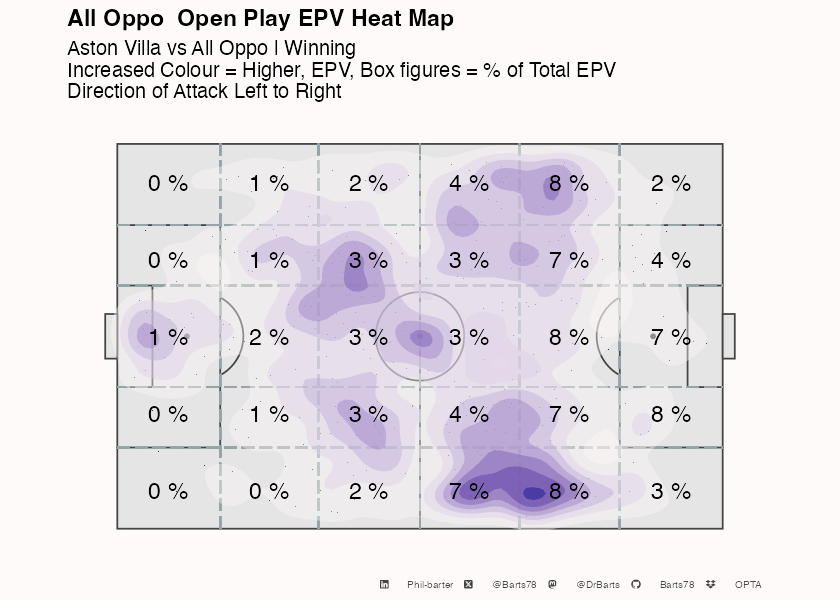 All Oppo  Open Play EPV Heat Map
Aston Villa vs All Oppo | Winning
Increased Colour = Higher, EPV, Box figures = % of Total EPV
Direction of Attack Left to Right
0 % 1 % 2 % 4 % 8 % 2 %
0 % 1 % 3 % 3 % 7 % 4 %
1 % 2 % 3 % 3 % 8 % 7 %
0 % 1 % 3 % 4 % 7 % 8 %
0 % 0 % 2 % 7 % 8 % 3 %
Phil-barter @Barts78 @DrBarts Barts78 OPTA